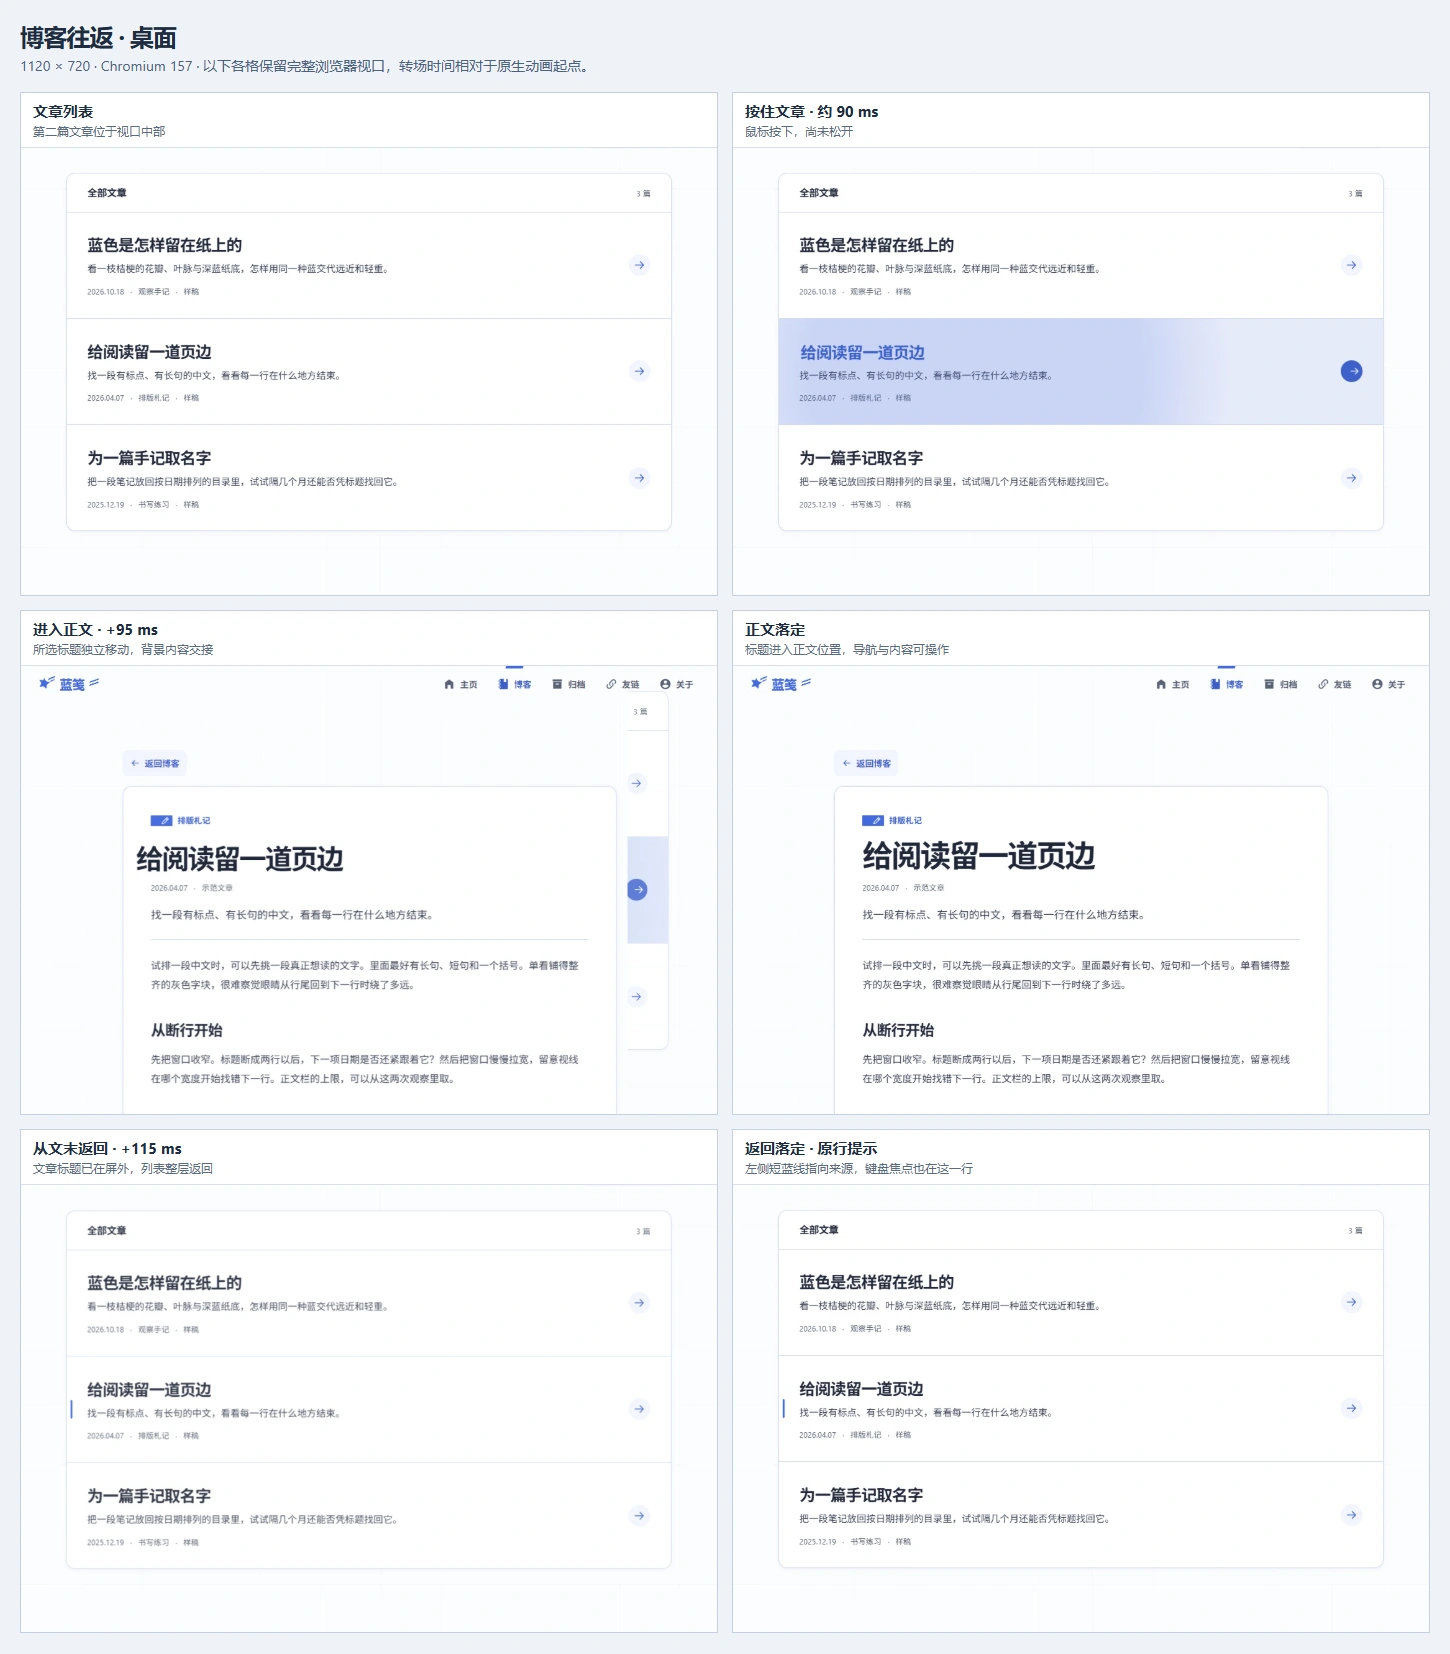 博客往返 · 桌面
1120 × 720 · Chromium 157 · 以下各格保留完整浏览器视口，转场时间相对于原生动画起点。
文章列表
第二篇文章位于视口中部
全部文章 3 篇
蓝色是怎样留在纸上的
看一枝桔梗的花瓣、叶脉与深蓝纸底，怎样用同一种蓝交代远近和轻重。
2026.10.18 · 观察手记 · 样稿
给阅读留一道页边
找一段有标点、有长句的中文，看看每一行在什么地方结束。
2026.04.07 · 排版札记 · 样稿
为一篇手记取名字
把一段笔记放回按日期排列的目录里，试试隔几个月还能否凭标题找回它。
2025.12.19 · 书写练习 · 样稿
按住文章 · 约 90 ms
鼠标按下，尚未松开
全部文章 3 篇
蓝色是怎样留在纸上的
看一枝桔梗的花瓣、叶脉与深蓝纸底，怎样用同一种蓝交代远近和轻重。
2026.10.18 · 观察手记 · 样稿
给阅读留一道页边
找一段有标点、有长句的中文，看看每一行在什么地方结束。
2026.04.07 · 排版札记 · 样稿
为一篇手记取名字
把一段笔记放回按日期排列的目录里，试试隔几个月还能否凭标题找回它。
2025.12.19 · 书写练习 · 样稿
进入正文 · +95 ms
所选标题独立移动，背景内容交接
蓝笺 主页 博客 归档 友链 关于
3 篇
← 返回博客
排版札记
给阅读留一道页边
2026.04.07 · 示范文章
找一段有标点、有长句的中文，看看每一行在什么地方结束。
试排一段中文时，可以先挑一段真正想读的文字。里面最好有长句、短句和一个括号。单看铺得整
齐的灰色字块，很难察觉眼睛从行尾回到下一行时绕了多远。
从断行开始
先把窗口收窄。标题断成两行以后，下一项日期是否还紧跟着它？然后把窗口慢慢拉宽，留意视线
在哪个宽度开始找错下一行。正文栏的上限，可以从这两次观察里取。
正文落定
标题进入正文位置，导航与内容可操作
蓝笺 主页 博客 归档 友链 关于
← 返回博客
排版札记
给阅读留一道页边
2026.04.07 · 示范文章
找一段有标点、有长句的中文，看看每一行在什么地方结束。
试排一段中文时，可以先挑一段真正想读的文字。里面最好有长句、短句和一个括号。单看铺得整
齐的灰色字块，很难察觉眼睛从行尾回到下一行时绕了多远。
从断行开始
先把窗口收窄。标题断成两行以后，下一项日期是否还紧跟着它？然后把窗口慢慢拉宽，留意视线
在哪个宽度开始找错下一行。正文栏的上限，可以从这两次观察里取。
从文末返回 · +115 ms
文章标题已在屏外，列表整层返回
全部文章 3 篇
蓝色是怎样留在纸上的
看一枝桔梗的花瓣、叶脉与深蓝纸底，怎样用同一种蓝交代远近和轻重。
2026.10.18 · 观察手记 · 样稿
给阅读留一道页边
找一段有标点、有长句的中文，看看每一行在什么地方结束。
2026.04.07 · 排版札记 · 样稿
为一篇手记取名字
把一段笔记放回按日期排列的目录里，试试隔几个月还能否凭标题找回它。
2025.12.19 · 书写练习 · 样稿
返回落定 · 原行提示
左侧短蓝线指向来源，键盘焦点也在这一行
全部文章 3 篇
蓝色是怎样留在纸上的
看一枝桔梗的花瓣、叶脉与深蓝纸底，怎样用同一种蓝交代远近和轻重。
2026.10.18 · 观察手记 · 样稿
给阅读留一道页边
找一段有标点、有长句的中文，看看每一行在什么地方结束。
2026.04.07 · 排版札记 · 样稿
为一篇手记取名字
把一段笔记放回按日期排列的目录里，试试隔几个月还能否凭标题找回它。
2025.12.19 · 书写练习 · 样稿